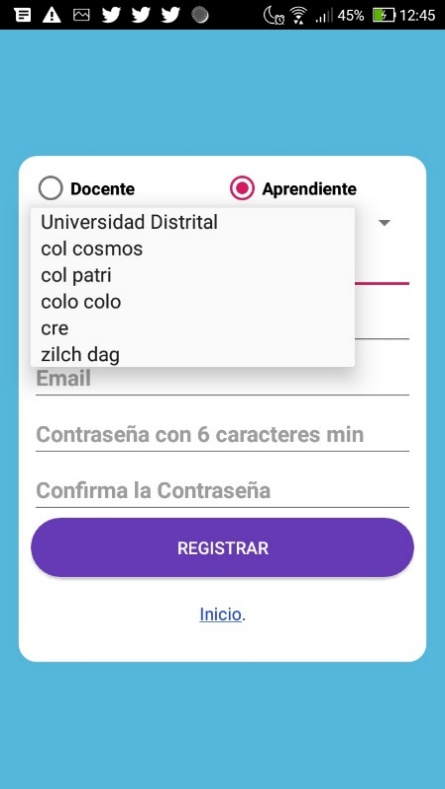 45% 12:45
Docente Aprendiente
Universidad Distrital
col cosmos
col patri
colo colo
cre
zilch dag
Email
Contraseña con 6 caracteres min
Confirma la Contraseña
REGISTRAR
Inicio.